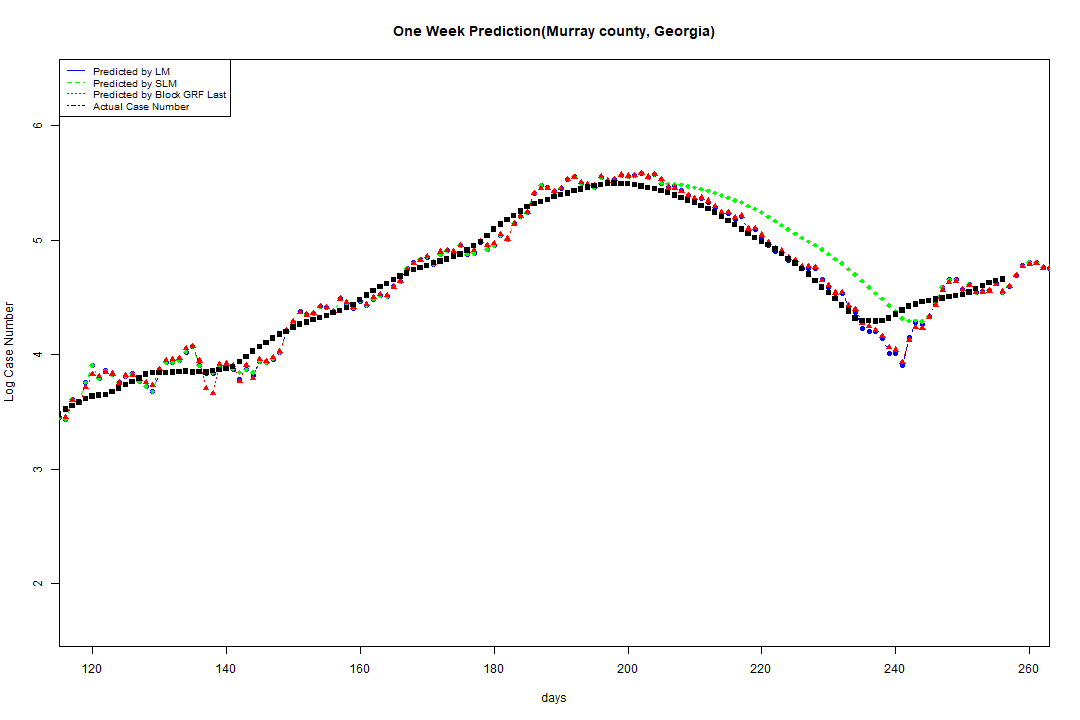 One Week Prediction(Murray county, Georgia)
Predicted by LM
Predicted by SLM
Predicted by Block GRF Last
Actual Case Number
6
5
4
3
2
Log Case Number
120 140 160 180 200 220 240 260
days